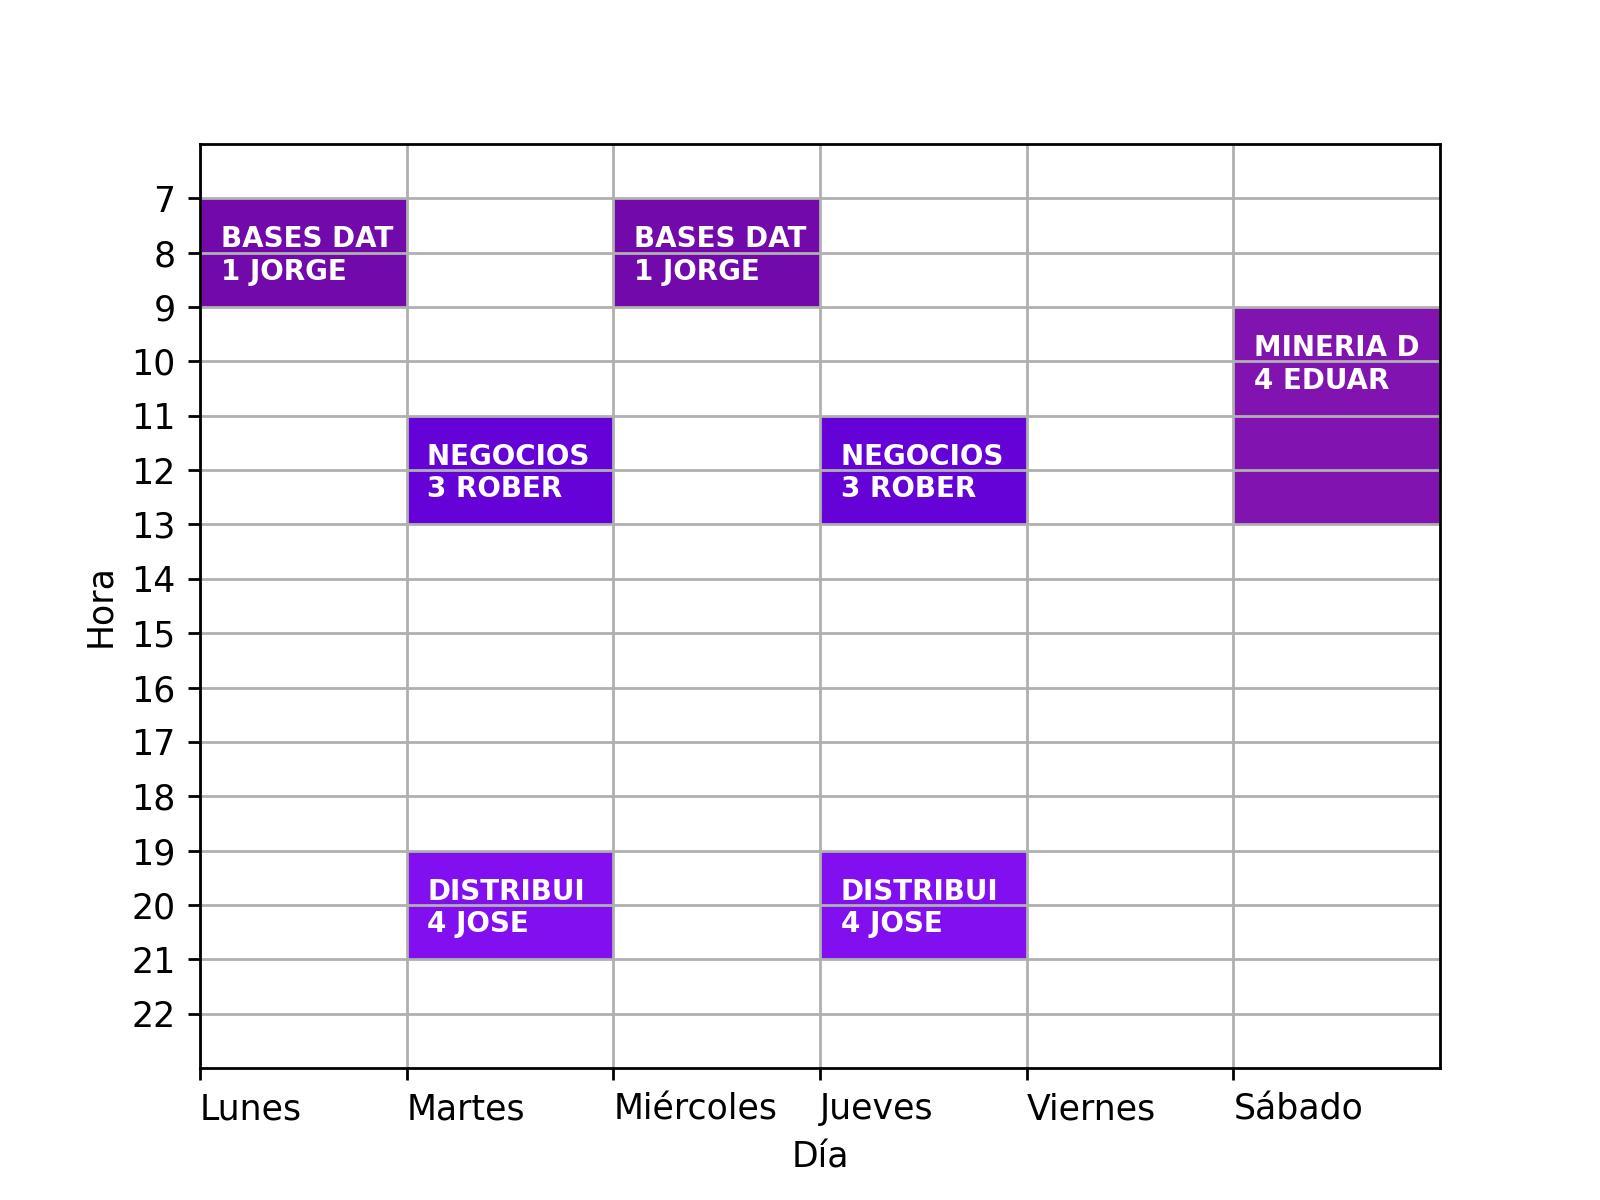 7
BASES DAT
1 JORGE
BASES DAT
1 JORGE
8
9
MINERIA D
4 EDUAR
10
11
NEGOCIOS
3 ROBER
NEGOCIOS
3 ROBER
12
13
14
Hora
15
16
17
18
19
DISTRIBUI
4 JOSE
DISTRIBUI
4 JOSE
20
21
22
Lunes Martes Miércoles Jueves Viernes Sábado
Día